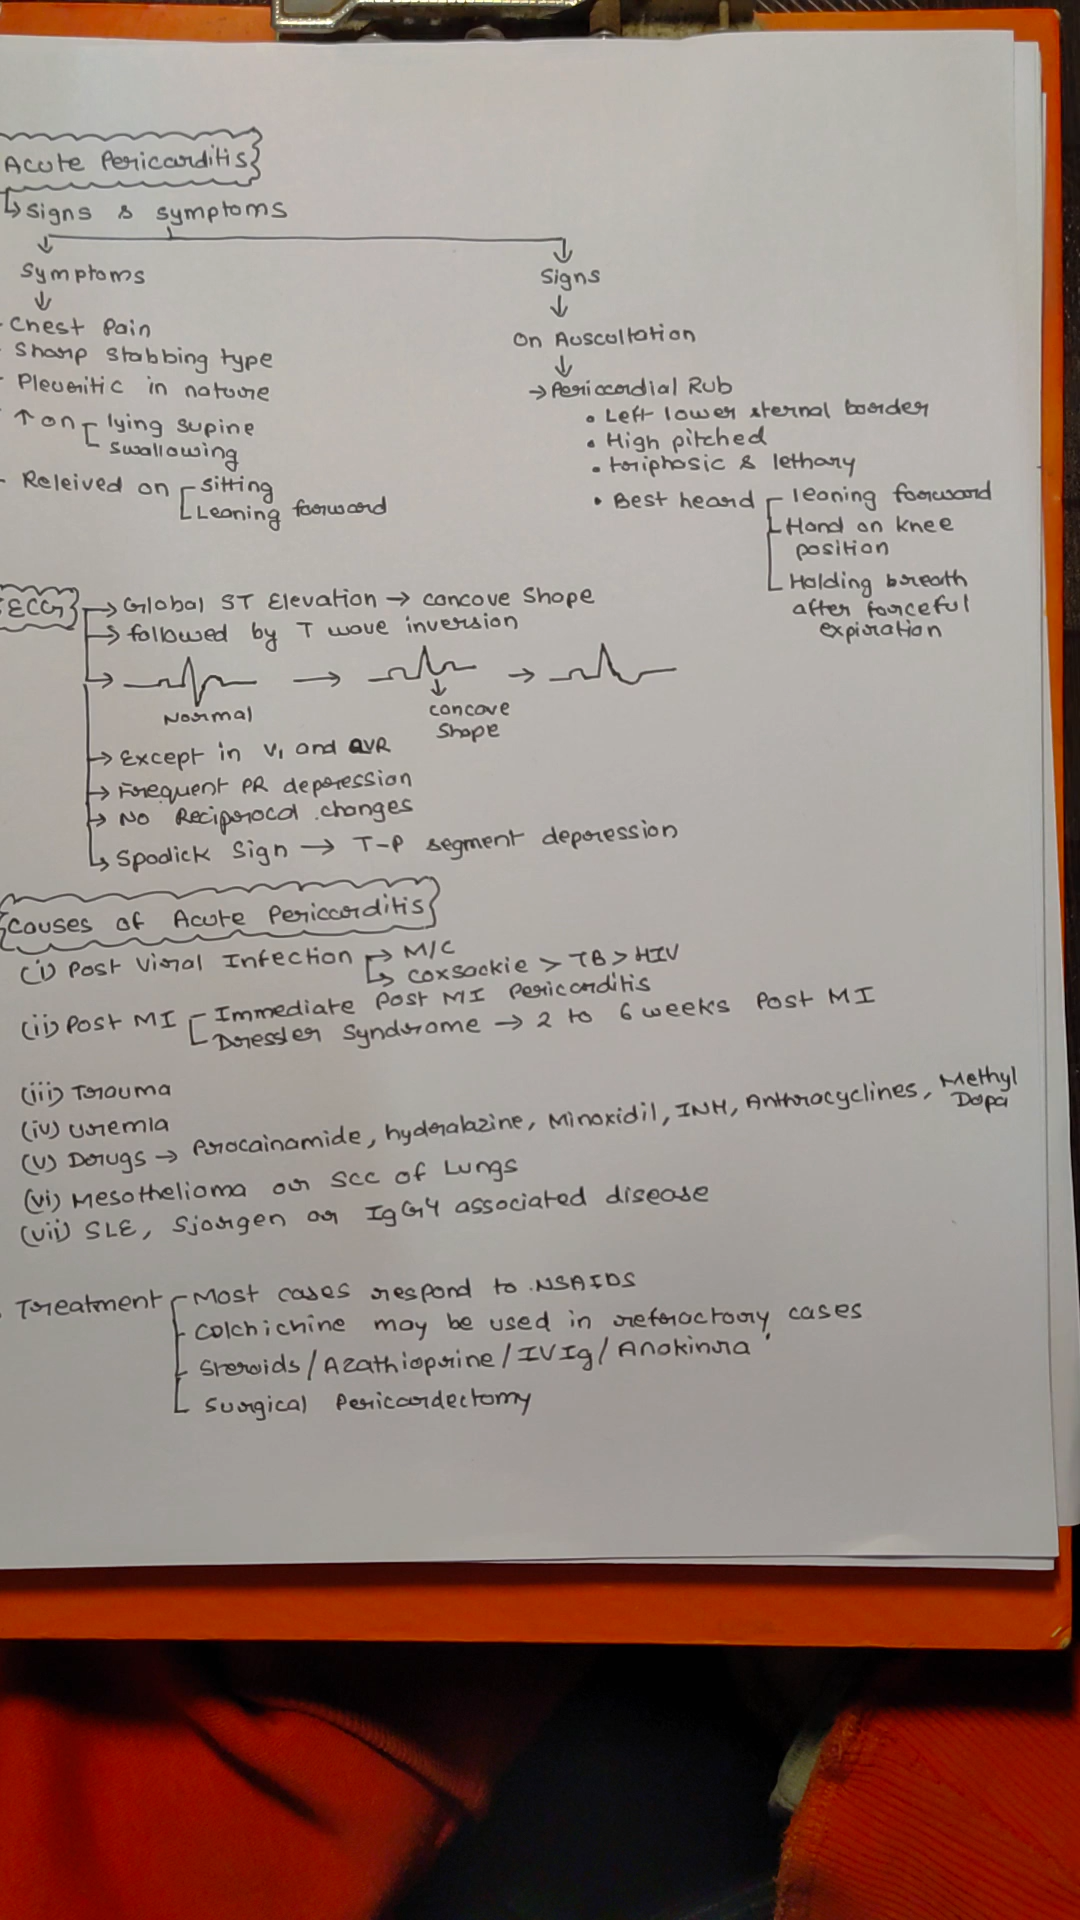 Acute Pericarditis
↳ signs & symptoms
Symptoms
- Chest Pain
- Sharp stabbing type
- Pleuritic in nature
- ↑ on lying supine
swallowing
- Releived on sitting
Leaning forward
Signs
On Auscultation
→ Pericardial Rub
• Left lower sternal boarder
• High pitched
• triphasic &
• Best heard leaning forward
Hand on knee
position
Holding breath
after forceful
expiration
ECG → Global ST Elevation → concave Shape
→ followed by T wave inversion
Normal
concave
Shape
→ Except in V1 and aVR
→ Frequent PR depression
→ No Reciprocal changes
↳ Spodick Sign → T-P segment depression
Causes of Acute Pericarditis
(i) Post Viral Infection → M/C
↳ coxsackie > TB > HIV
(ii) Post MI Immediate Post MI Pericarditis
Dressler Syndrome → 2 to 6 weeks Post MI
(iii) Trauma
(iv) uremia
(v) Drugs → Procainamide, hyderalazine, Minoxidil, INH, Anthracyclines, Methyl
Dopa
(vi) Mesothelioma or SCC of Lungs
(vii) SLE, Sjorgen or IgG4 associated disease
Treatment Most cases respond to NSAIDS
Colchichine may be used in refractory cases
Steroids / Azathioprine / IVIg / Anakinra
Surgical Pericardectomy